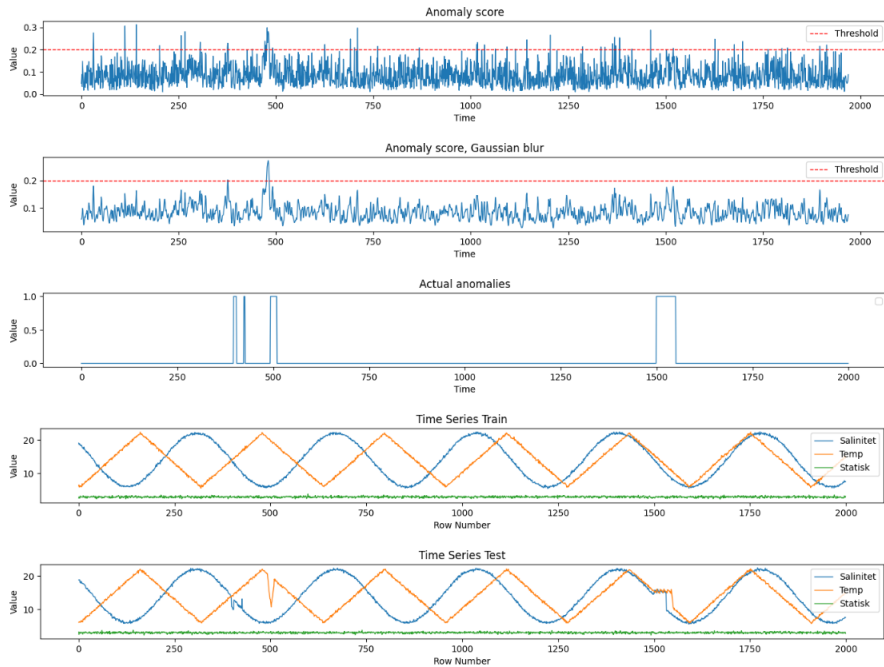 Anomaly score
0.3
0.2
0.1
0.0
Value
Threshold
0
250
500
750
1000
1250
1500
1750
2000
Time
Anomaly score, Gaussian blur
0.2
0.1
Value
Threshold
0
250
500
750
1000
1250
1500
1750
2000
Time
Actual anomalies
1.0
0.5
0.0
Value
0
250
500
750
1000
1250
1500
1750
2000
Time
Time Series Train
20
10
Value
Salinitet
Temp
Statisk
0
250
500
750
1000
1250
1500
1750
2000
Row Number
Time Series Test
20
10
Value
Salinitet
Temp
Statisk
0
250
500
750
1000
1250
1500
1750
2000
Row Number